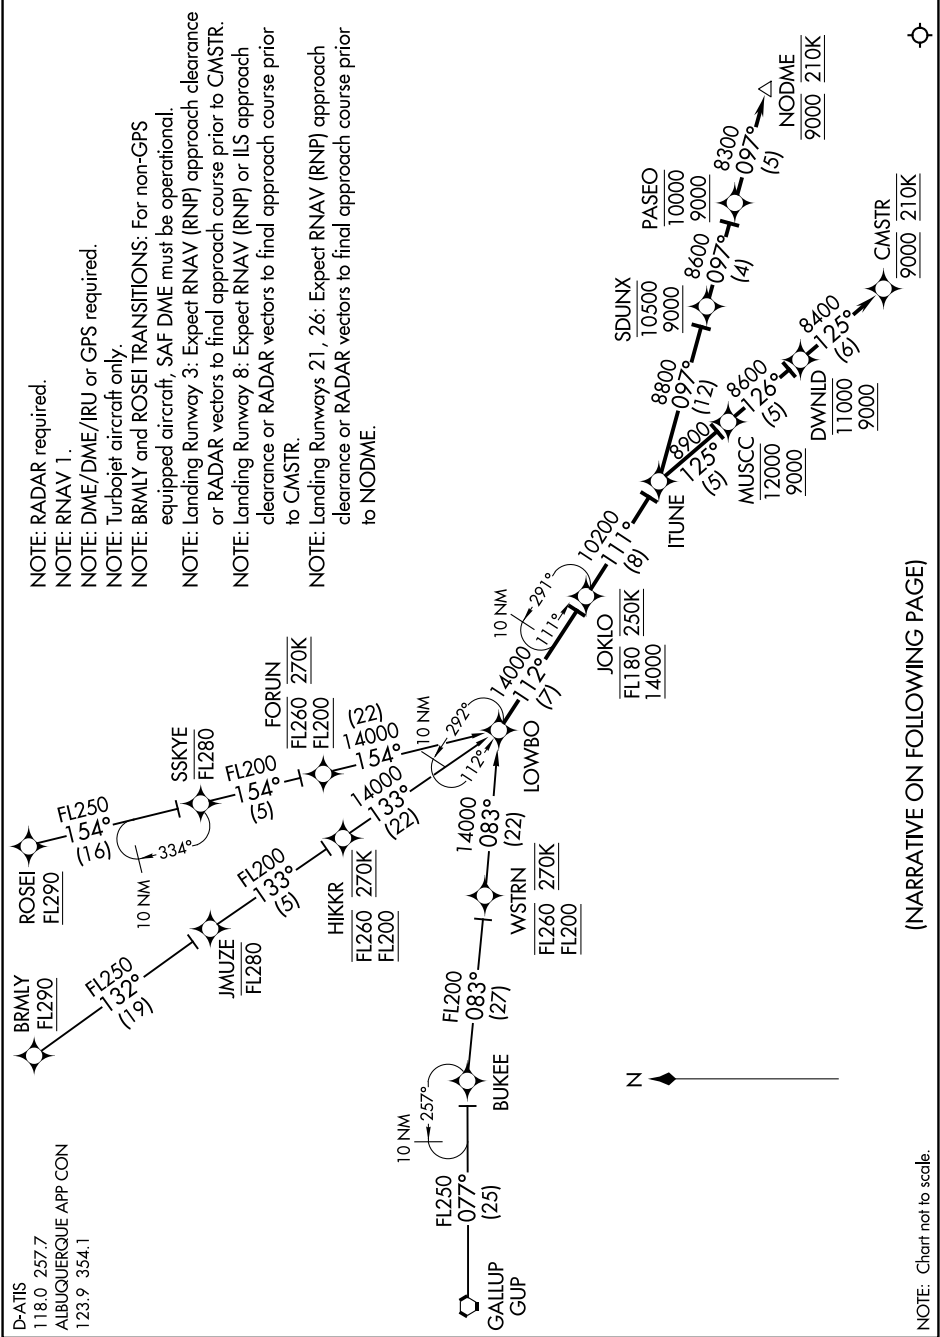 D-ATIS
118.0 257.7
ALBUQUERQUE APP CON
123.9 354.1
NOTE: RADAR required.
NOTE: RNAV 1.
NOTE: DME/DME/IRU or GPS required.
NOTE: Turbojet aircraft only.
NOTE: BRMLY and ROSEI TRANSITIONS: For non-GPS
equipped aircraft, SAF DME must be operational.
NOTE: Landing Runway 3: Expect RNAV (RNP) approach clearance
or RADAR vectors to final approach course prior to CMSTR.
NOTE: Landing Runway 8: Expect RNAV (RNP) or ILS approach
clearance or RADAR vectors to final approach course prior
to CMSTR.
NOTE: Landing Runways 21, 26: Expect RNAV (RNP) approach
clearance or RADAR vectors to final approach course prior
to NODME.
BRMLY
FL290
FL250
132°
(19)
JMUZE
FL280
FL200
133°
(5)
HIKKR
FL260 270K
FL200
14000
133°
(22)
ROSEI
FL290
FL250
154°
(16)
10 NM
334°
SSKYE
FL280
FL200
154°
(5)
FORUN
FL260 270K
FL200
(22)
14000
154°
GALLUP
GUP
FL250
077°
(25)
10 NM
257°
BUKEE
FL200
083°
(27)
WSTRN
FL260 270K
FL200
14000
083°
(22)
10 NM
292°
112°
LOWBO
14000
112°
(7)
10 NM
291°
111°
JOKLO
FL180 250K
14000
10200
111°
(8)
ITUNE
8800
097°
(12)
SDUNX
10500
9000
8600
097°
(4)
PASEO
10000
9000
8300
097°
(5)
NODME
9000 210K
8900
125°
(5)
MUSCC
12000
9000
8600
126°
(5)
DWNLD
11000
9000
8400
125°
(6)
CMSTR
9000 210K
N
(NARRATIVE ON FOLLOWING PAGE)
NOTE: Chart not to scale.